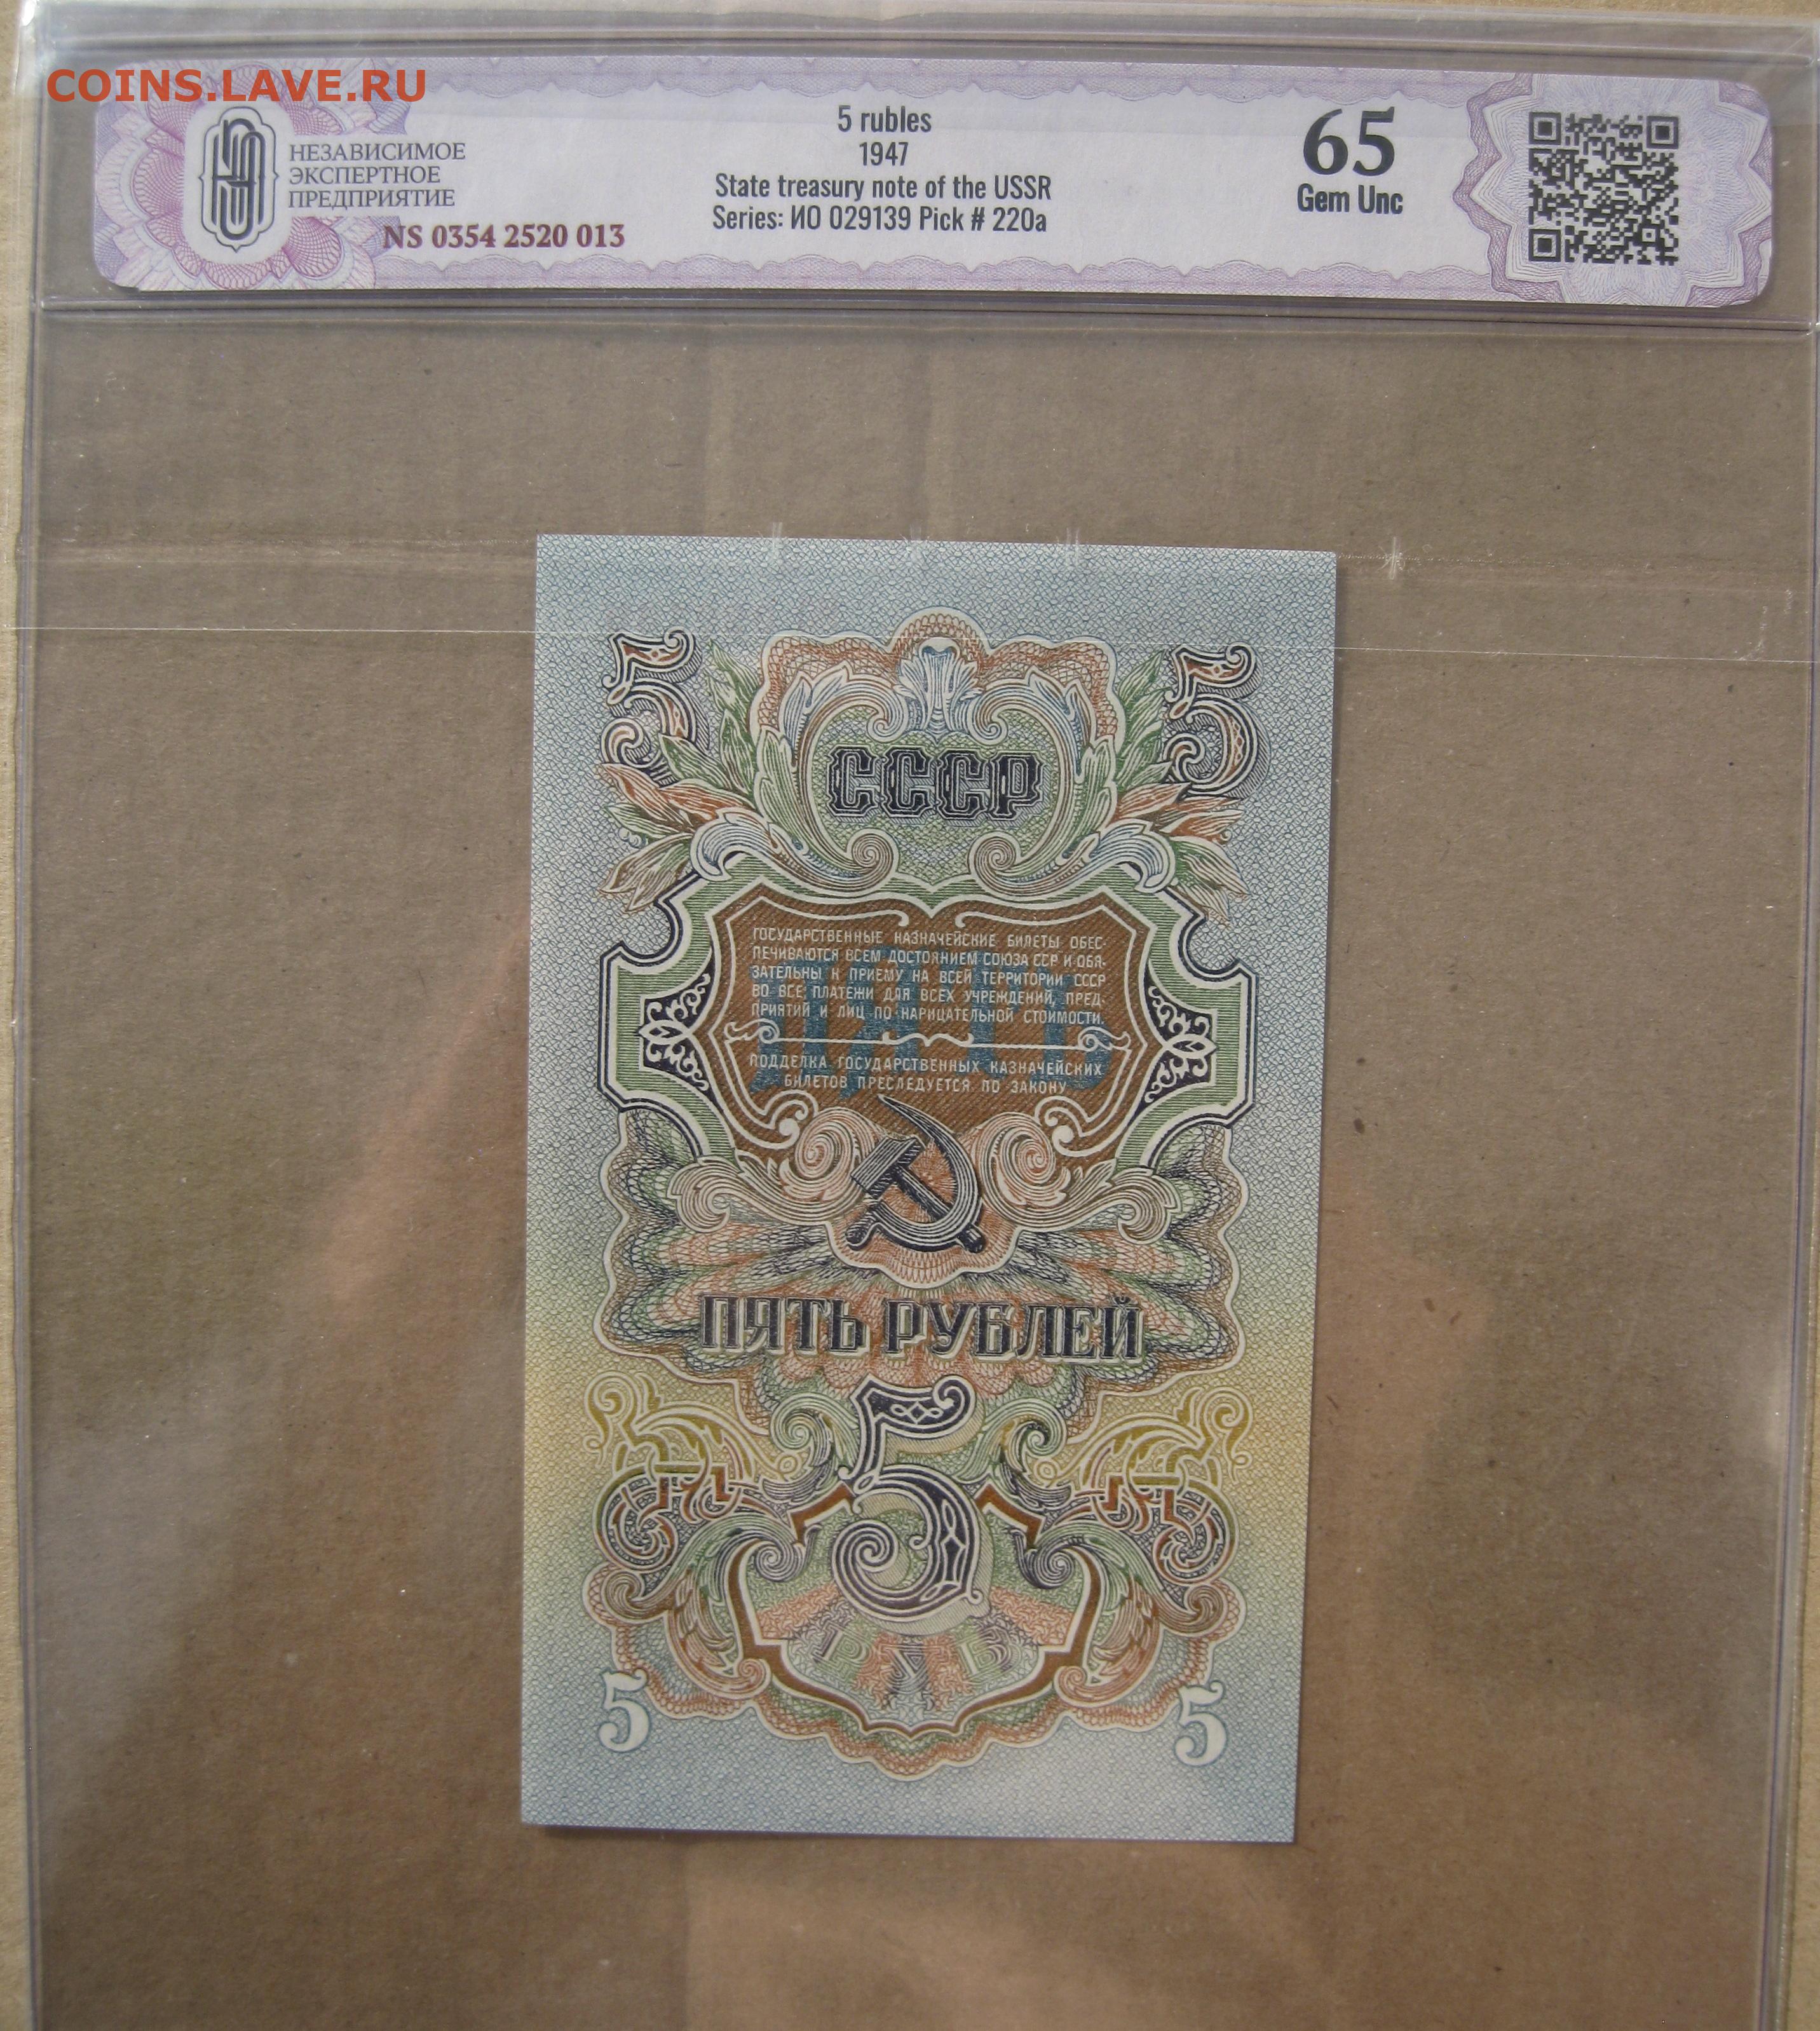 COINS.LAVE.RU
НЕЗАВИСИМОЕ
ЭКСПЕРТНОЕ
ПРЕДПРИЯТИЕ
NS 0354 2520 013
5 rubles
1947
State treasury note of the USSR
Series: ИО 029139 Pick # 220a
65
Gem Unc
5 5
СССР
ГОСУДАРСТВЕННЫЕ КАЗНАЧЕЙСКИЕ БИЛЕТЫ ОБЕС-
ПЕЧИВАЮТСЯ ВСЕМ ДОСТОЯНИЕМ СОЮЗА ССР И ОБЯ-
ЗАТЕЛЬНЫ К ПРИЕМУ НА ВСЕЙ ТЕРРИТОРИИ СССР
ВО ВСЕ ПЛАТЕЖИ ДЛЯ ВСЕХ УЧРЕЖДЕНИЙ, ПРЕД-
ПРИЯТИЙ И ЛИЦ ПО НАРИЦАТЕЛЬНОЙ СТОИМОСТИ.
ПЯТЬ
ПОДДЕЛКА ГОСУДАРСТВЕННЫХ КАЗНАЧЕЙСКИХ
БИЛЕТОВ ПРЕСЛЕДУЕТСЯ ПО ЗАКОНУ
ПЯТЬ РУБЛЕЙ
5
РУБ
5 5